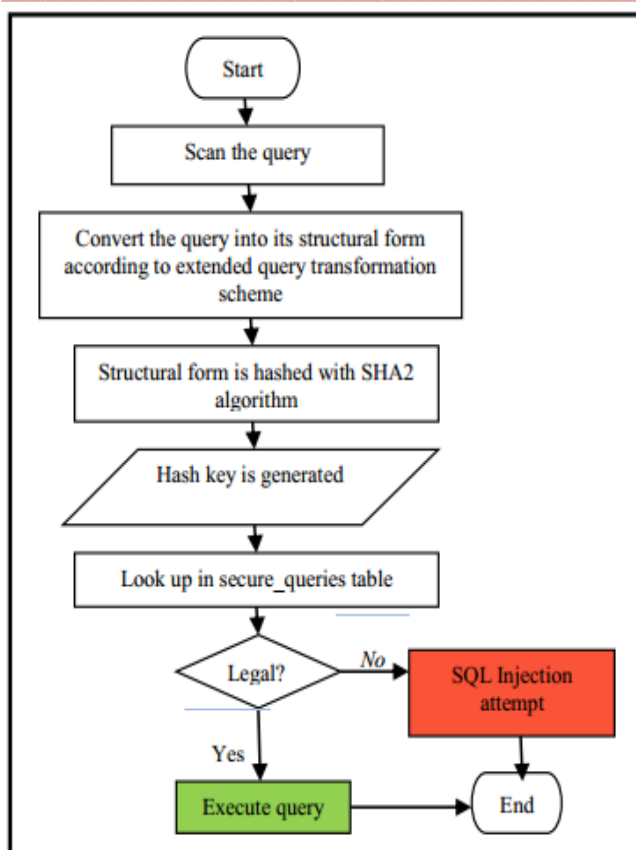 Start
Scan the query
Convert the query into its structural form
according to extended query transformation
scheme
Structural form is hashed with SHA2
algorithm
Hash key is generated
Look up in secure_queries table
Legal?
No
SQL Injection
attempt
Yes
Execute query
End